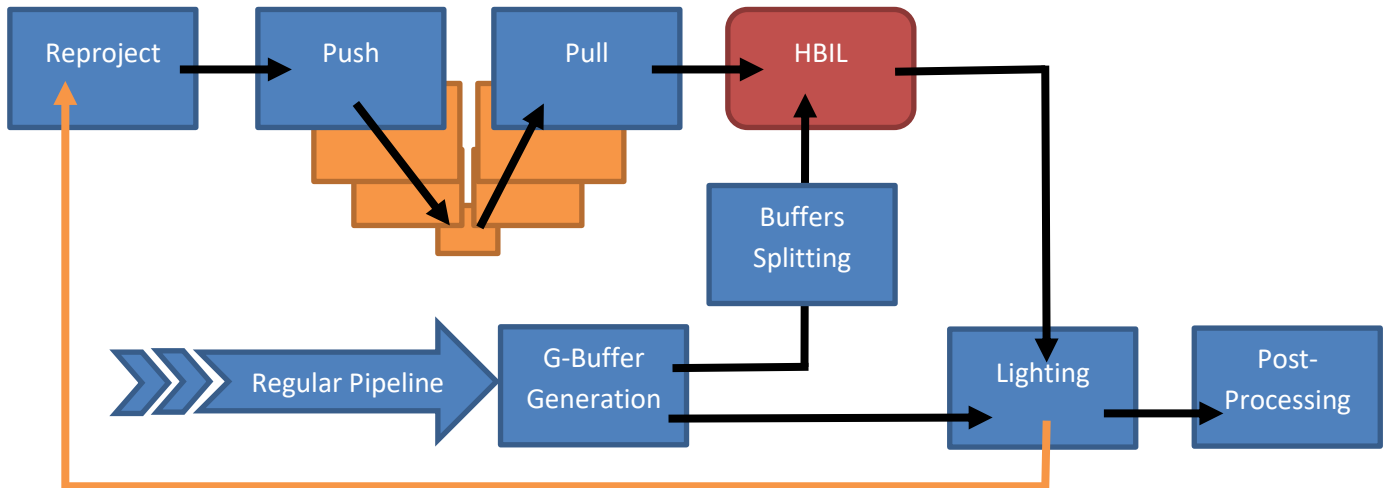 Reproject
Push
Pull
HBIL
Buffers
Splitting
Regular Pipeline
G-Buffer
Generation
Lighting
Post-
Processing